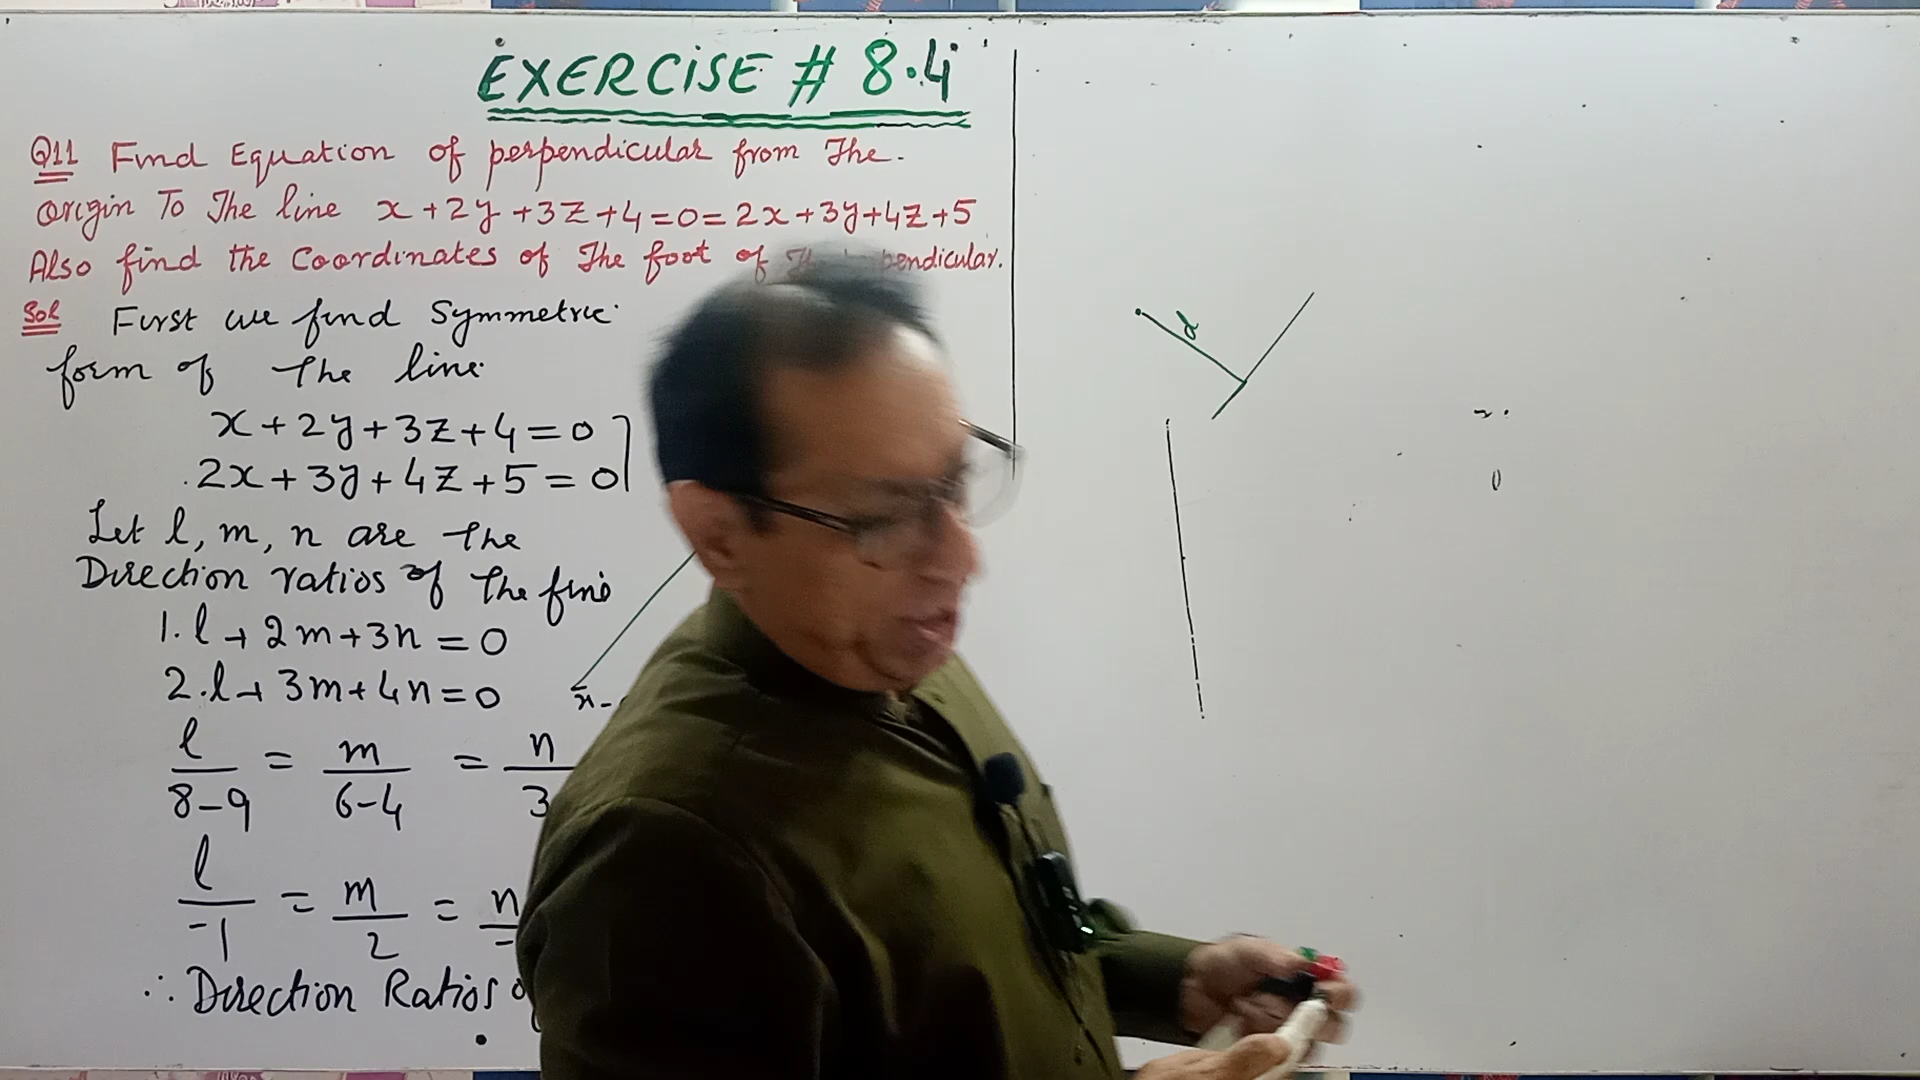 EXERCISE # 8.4
Q11 Find Equation of perpendicular from The
origin To The line x+2y+3z+4=0=2x+3y+4z+5
Also find the Coordinates of The foot of pendicular.
Sol First we find Symmetric
form of the line
x+2y+3z+4=0
2x+3y+4z+5=0
Let l, m, n are the
Direction ratios of the line
1.l+2m+3n=0
2.l+3m+4n=0
l/8-9 = m/6-4 = n/3
l/-1 = m/2 = n/-
∴ Direction Ratios
d